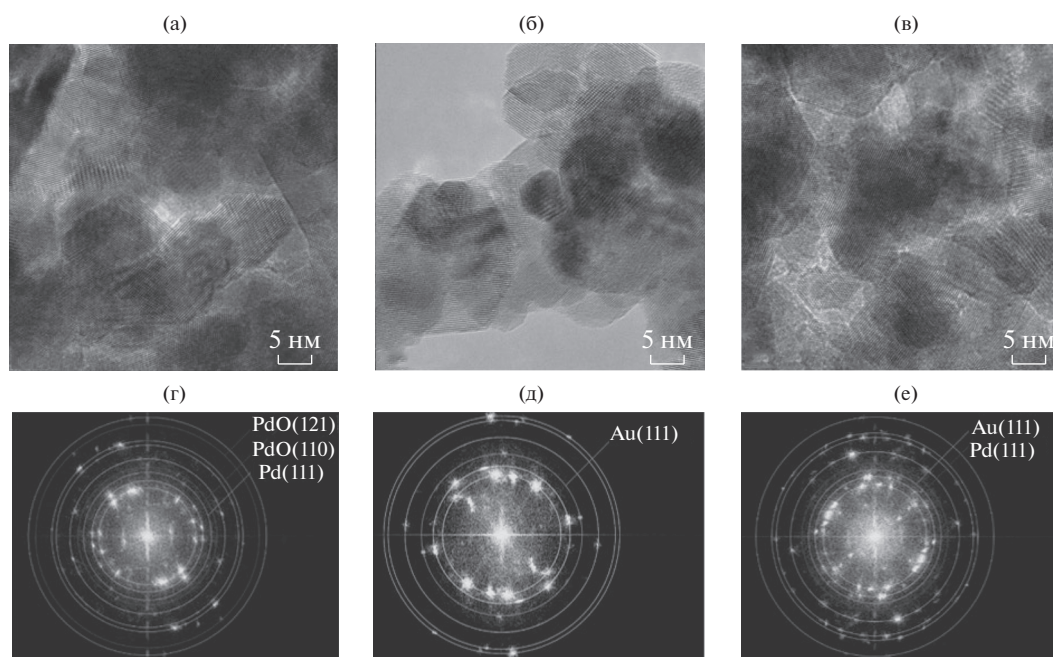 (а)
(б)
(в)
5 нм
5 нм
5 нм
(г)
(д)
(е)
PdO(121)
PdO(110)
Pd(111)
Au(111)
Au(111)
Pd(111)